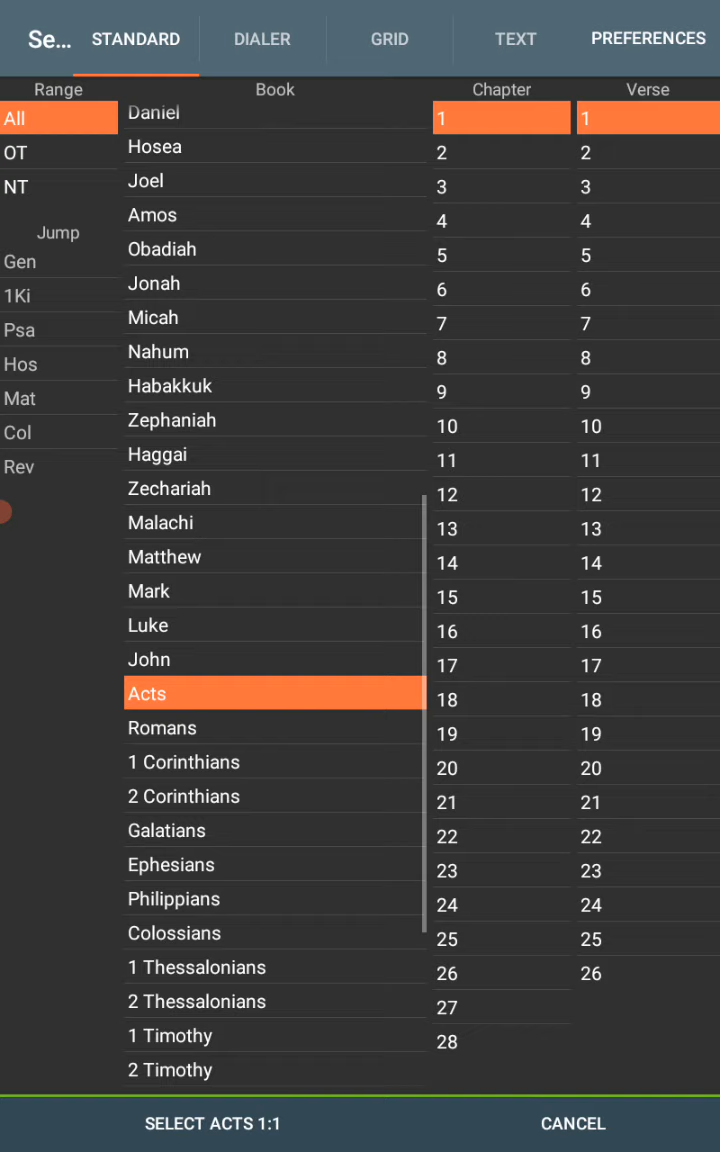 Se... STANDARD DIALER GRID TEXT PREFERENCES
Range Book Chapter Verse
All
OT
NT
Jump
Gen
1Ki
Psa
Hos
Mat
Col
Rev
Daniel
Hosea
Joel
Amos
Obadiah
Jonah
Micah
Nahum
Habakkuk
Zephaniah
Haggai
Zechariah
Malachi
Matthew
Mark
Luke
John
Acts
Romans
1 Corinthians
2 Corinthians
Galatians
Ephesians
Philippians
Colossians
1 Thessalonians
2 Thessalonians
1 Timothy
2 Timothy
1
2
3
4
5
6
7
8
9
10
11
12
13
14
15
16
17
18
19
20
21
22
23
24
25
26
27
28
1
2
3
4
5
6
7
8
9
10
11
12
13
14
15
16
17
18
19
20
21
22
23
24
25
26
SELECT ACTS 1:1 CANCEL